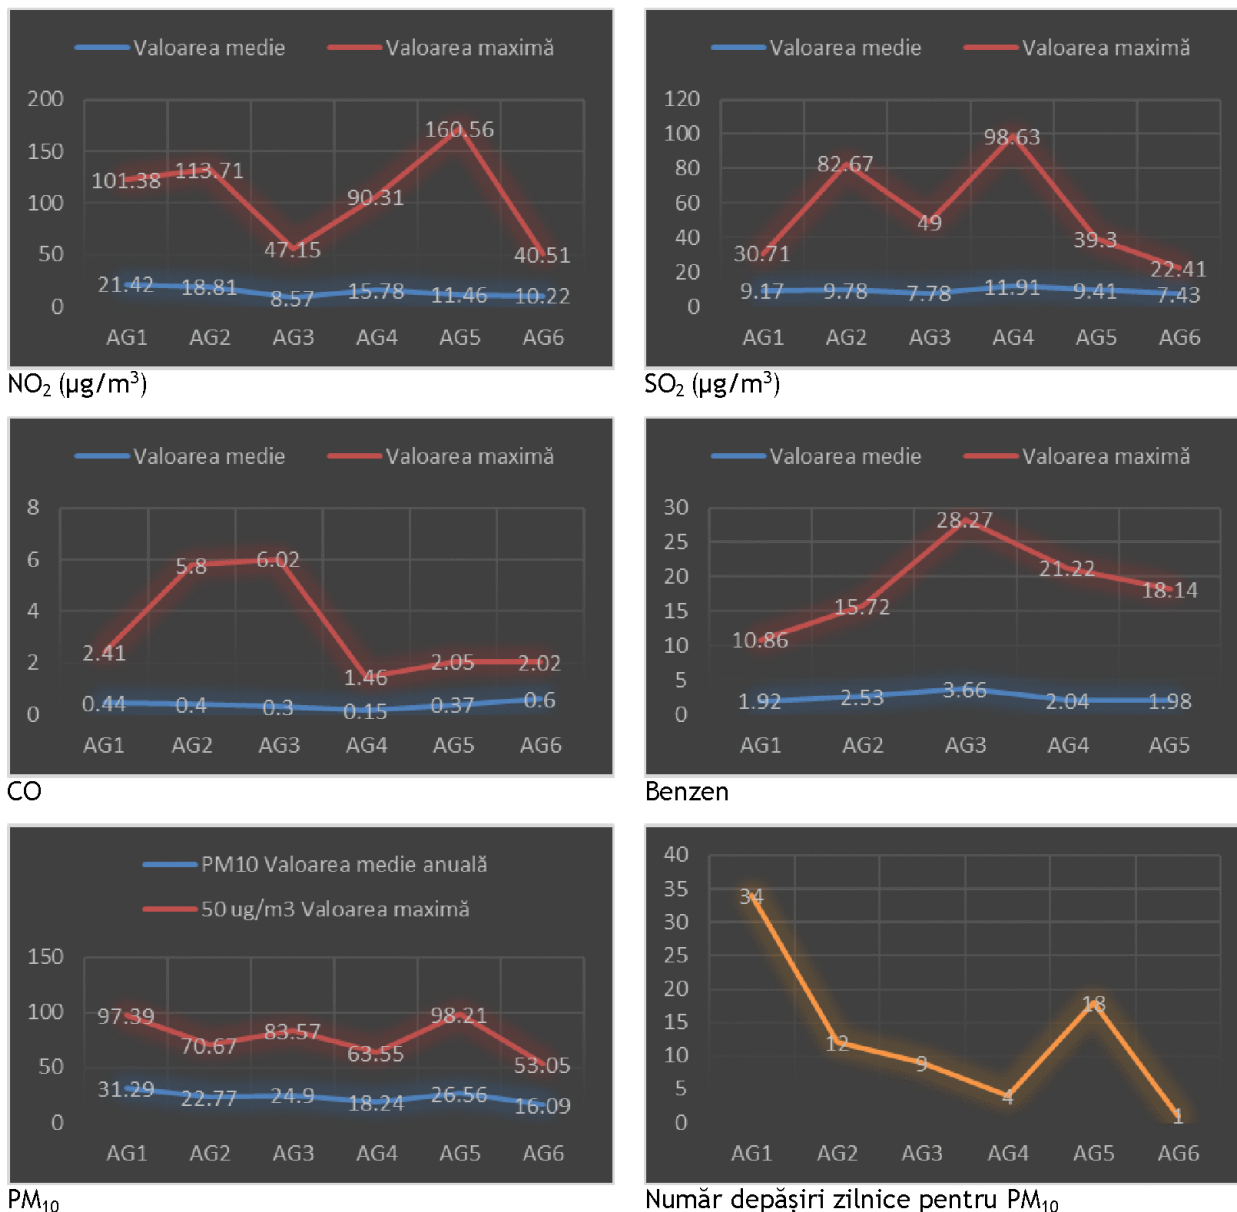 Valoarea medie Valoarea maximă
200
150
100
50
0
101.38 113.71 47.15 90.31 160.56 40.51
21.42 18.81 8.57 15.78 11.46 10.22
AG1 AG2 AG3 AG4 AG5 AG6
NO₂ (µg/m³)
Valoarea medie Valoarea maximă
120
100
80
60
40
20
0
30.71 82.67 49 98.63 39.3 22.41
9.17 9.78 7.78 11.91 9.41 7.43
AG1 AG2 AG3 AG4 AG5 AG6
SO₂ (µg/m³)
Valoarea medie Valoarea maximă
8
6
4
2
0
2.41 5.8 6.02 1.46 2.05 2.02
0.44 0.4 0.3 0.15 0.37 0.6
AG1 AG2 AG3 AG4 AG5 AG6
CO
Valoarea medie Valoarea maximă
30
25
20
15
10
5
0
10.86 15.72 28.27 21.22 18.14
1.92 2.53 3.66 2.04 1.98
AG1 AG2 AG3 AG4 AG5
Benzen
PM10 Valoarea medie anuală
50 ug/m3 Valoarea maximă
150
100
50
0
97.39 70.67 83.57 63.55 98.21 53.05
31.29 22.77 24.9 18.24 26.56 16.09
AG1 AG2 AG3 AG4 AG5 AG6
PM₁₀
40
35
30
25
20
15
10
5
0
34 12 9 4 18 1
AG1 AG2 AG3 AG4 AG5 AG6
Număr depășiri zilnice pentru PM₁₀